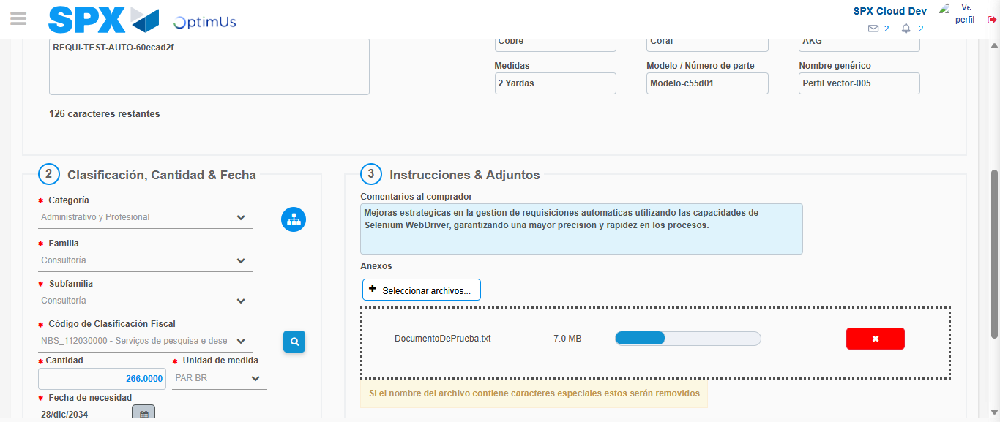 SPX
OptimUs
SPX Cloud Dev
2
2
Ve
perfil
REQUI-TEST-AUTO-60ecad2f
126 caracteres restantes
Cobre
Coral
AKG
Medidas
Modelo / Número de parte
Nombre genérico
2 Yardas
Modelo-c55d01
Perfil vector-005
2
Clasificación, Cantidad & Fecha
* Categoría
Administrativo y Profesional
* Familia
Consultoría
* Subfamilia
Consultoría
* Código de Clasificación Fiscal
NBS_112030000 - Serviços de pesquisa e dese
* Cantidad
* Unidad de medida
266.0000
PAR BR
* Fecha de necesidad
28/dic/2034
3
Instrucciones & Adjuntos
Comentarios al comprador
Mejoras estrategicas en la gestion de requisiciones automaticas utilizando las capacidades de
Selenium WebDriver, garantizando una mayor precision y rapidez en los procesos.
Anexos
+ Seleccionar archivos...
DocumentoDePrueba.txt
7.0 MB
Si el nombre del archivo contiene caracteres especiales estos serán removidos